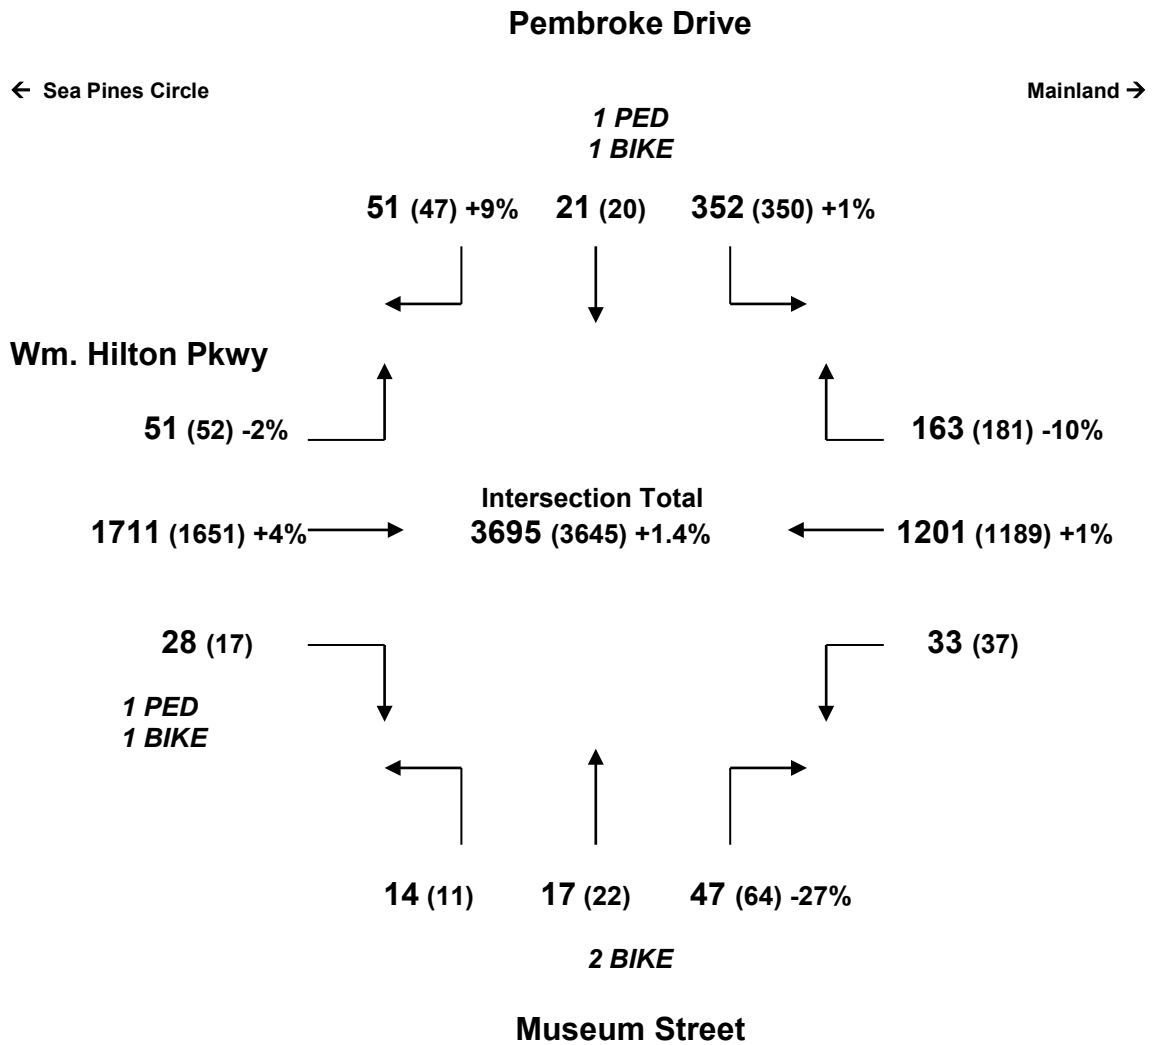 Pembroke Drive
← Sea Pines Circle
Mainland →
1 PED
1 BIKE
51 (47) +9% 21 (20) 352 (350) +1%
Wm. Hilton Pkwy
51 (52) -2%
163 (181) -10%
Intersection Total
1711 (1651) +4%
3695 (3645) +1.4%
1201 (1189) +1%
28 (17)
33 (37)
1 PED
1 BIKE
14 (11) 17 (22) 47 (64) -27%
2 BIKE
Museum Street